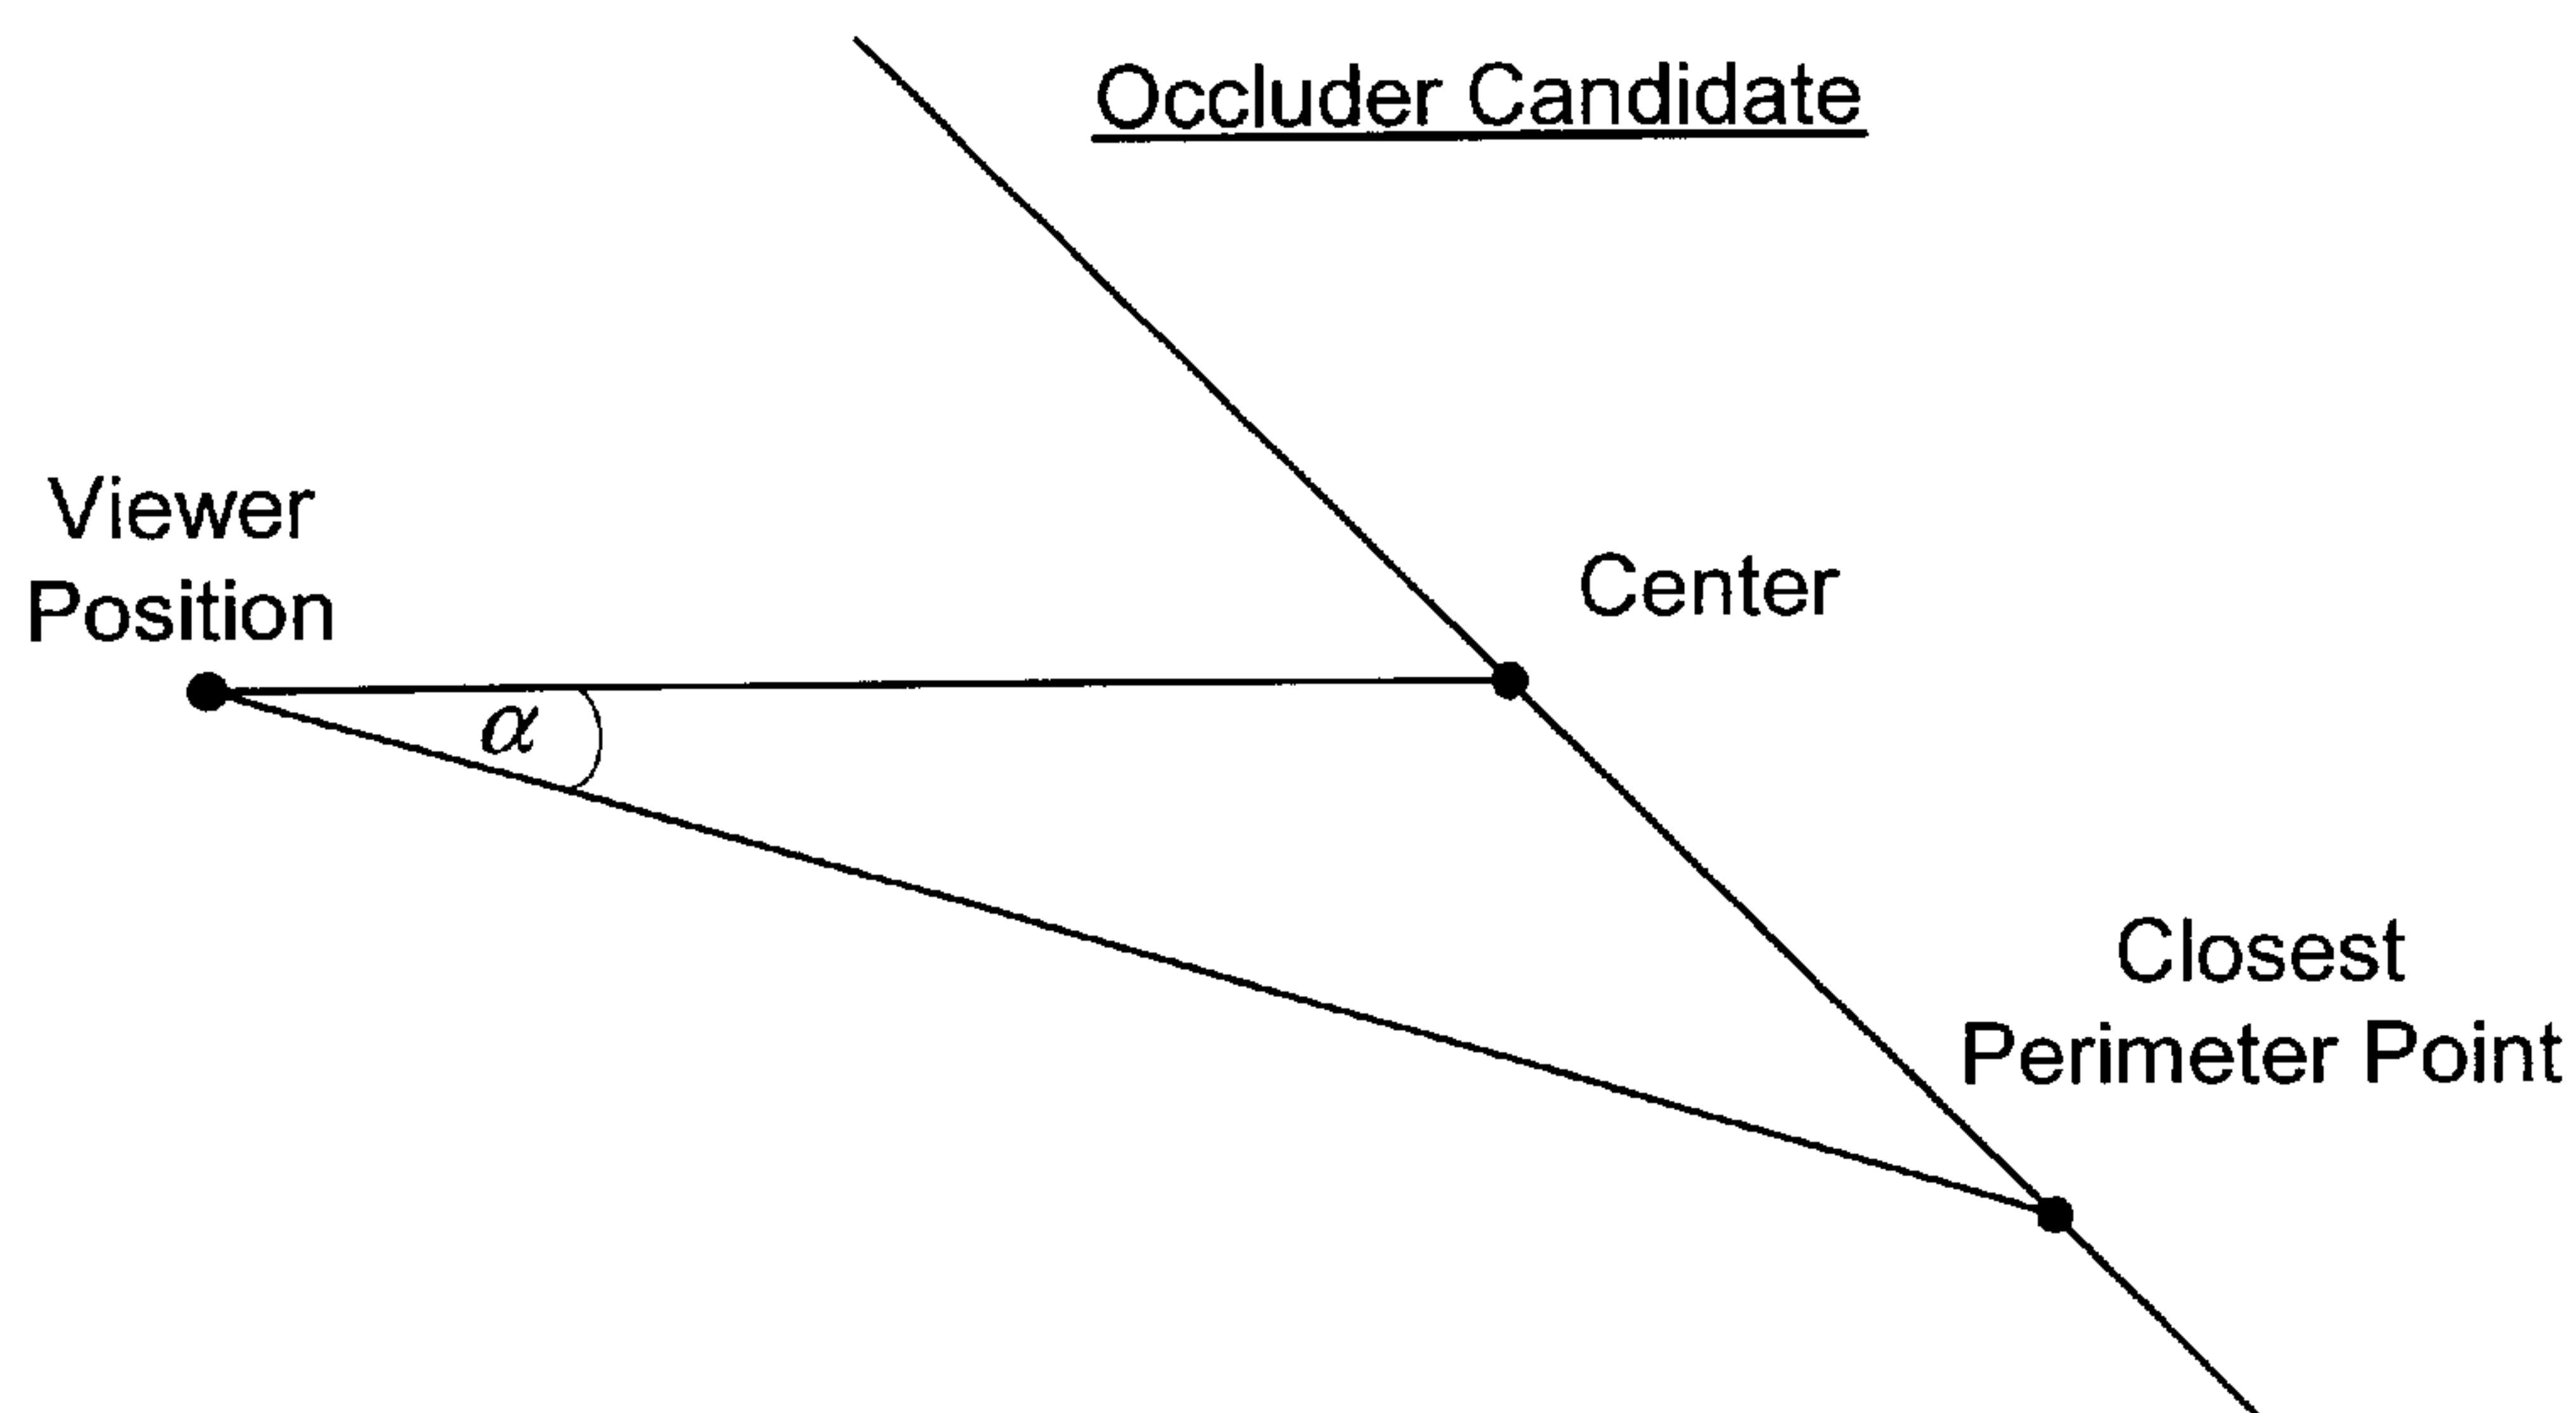 Occluder Candidate
Viewer
Position
Center
α
Closest
Perimeter Point